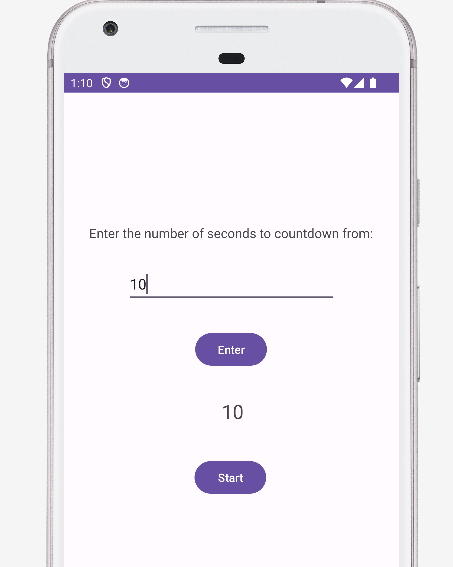 1:10
Enter the number of seconds to countdown from:
10
Enter
10
Start